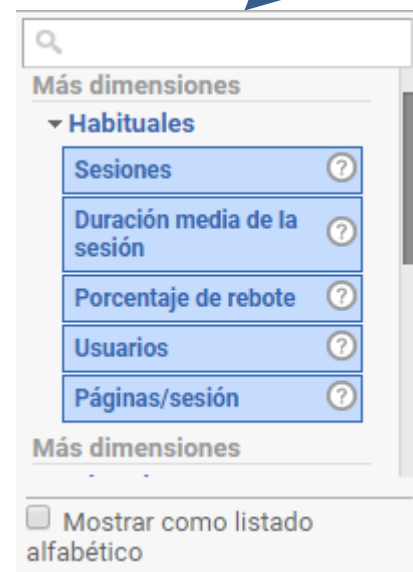 Más dimensiones
Habituales
Sesiones
Duración media de la
sesión
Porcentaje de rebote
Usuarios
Páginas/sesión
Más dimensiones
Mostrar como listado
alfabético